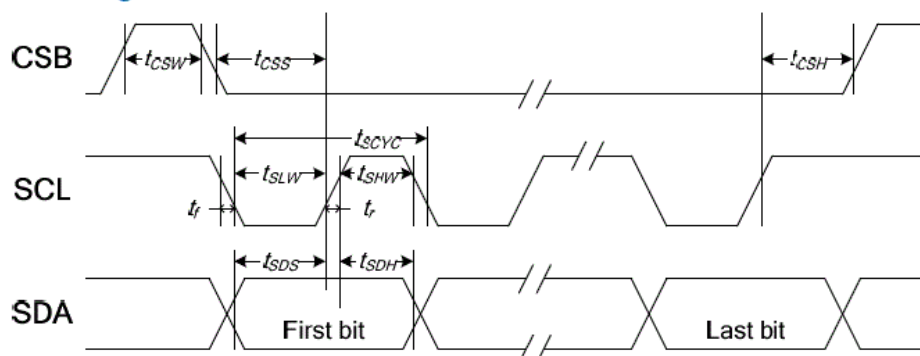 CSB
tCSW
tCSS
tCSH
tSCYC
SCL
tSLW
tSHW
tf
tr
tSDS
tSDH
SDA
First bit
Last bit